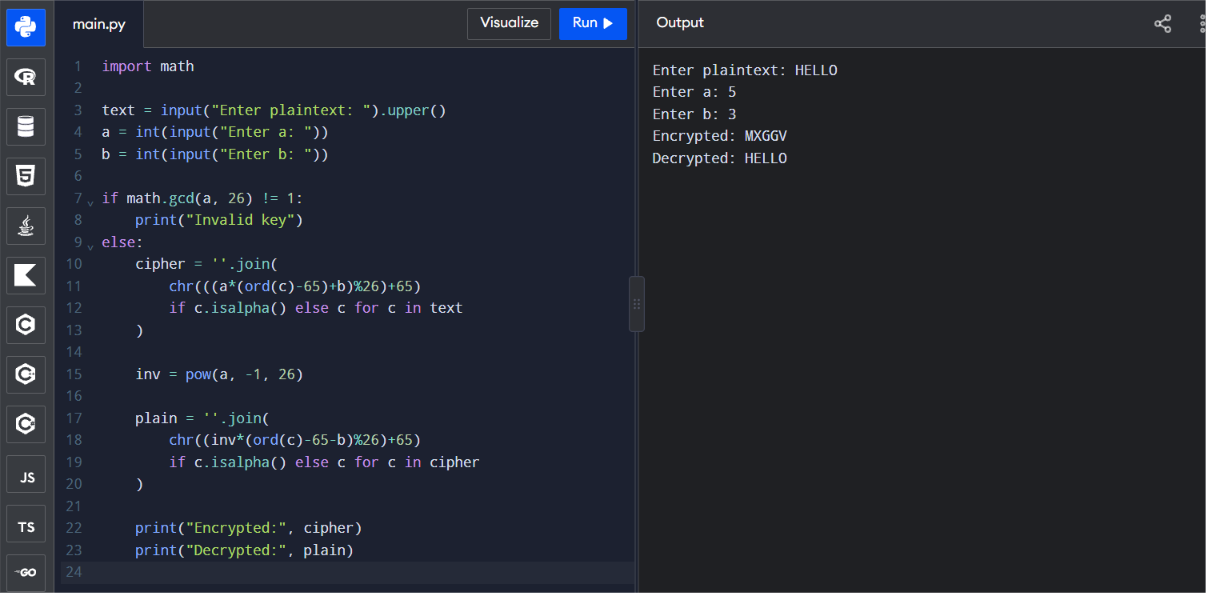 main.py
Visualize
Run
Output
1 import math
2
3 text = input("Enter plaintext: ").upper()
4 a = int(input("Enter a: "))
5 b = int(input("Enter b: "))
6
7 if math.gcd(a, 26) != 1:
8     print("Invalid key")
9 else:
10     cipher = ''.join(
11         chr(((a*(ord(c)-65)+b)%26)+65)
12         if c.isalpha() else c for c in text
13     )
14
15     inv = pow(a, -1, 26)
16
17     plain = ''.join(
18         chr((inv*(ord(c)-65-b)%26)+65)
19         if c.isalpha() else c for c in cipher
20     )
21
22     print("Encrypted:", cipher)
23     print("Decrypted:", plain)
24
Enter plaintext: HELLO
Enter a: 5
Enter b: 3
Encrypted: MXGGV
Decrypted: HELLO
R
5
C
C
C
JS
TS
GO